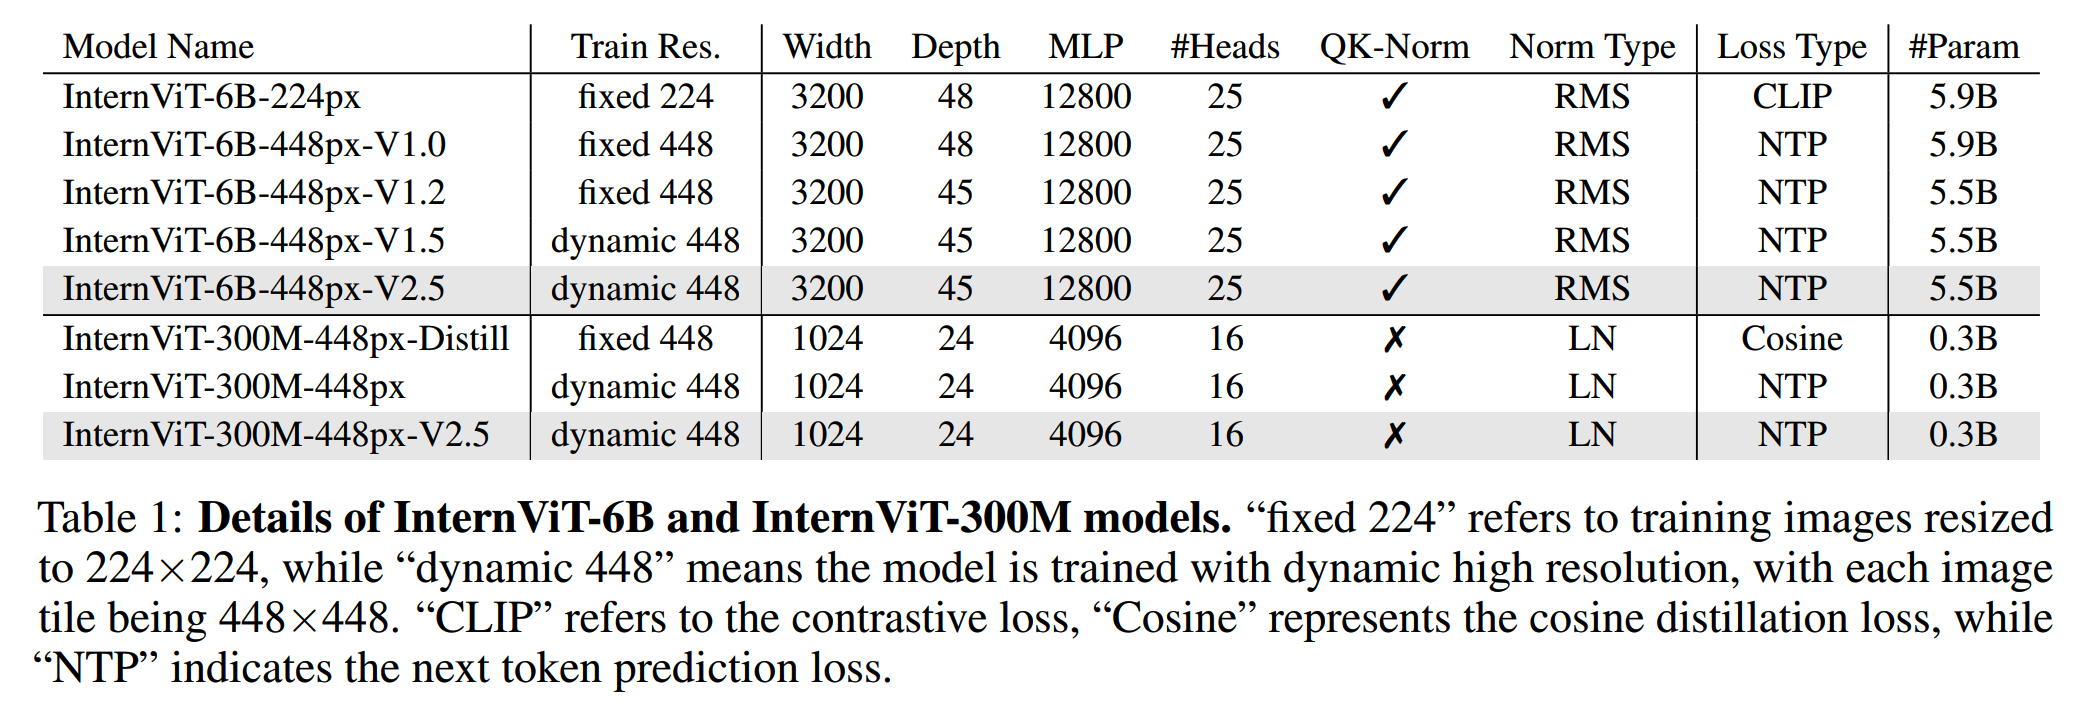 Model Name Train Res. Width Depth MLP #Heads QK-Norm Norm Type Loss Type #Param
InternViT-6B-224px fixed 224 3200 48 12800 25 ✓ RMS CLIP 5.9B
InternViT-6B-448px-V1.0 fixed 448 3200 48 12800 25 ✓ RMS NTP 5.9B
InternViT-6B-448px-V1.2 fixed 448 3200 45 12800 25 ✓ RMS NTP 5.5B
InternViT-6B-448px-V1.5 dynamic 448 3200 45 12800 25 ✓ RMS NTP 5.5B
InternViT-6B-448px-V2.5 dynamic 448 3200 45 12800 25 ✓ RMS NTP 5.5B
InternViT-300M-448px-Distill fixed 448 1024 24 4096 16 ✗ LN Cosine 0.3B
InternViT-300M-448px dynamic 448 1024 24 4096 16 ✗ LN NTP 0.3B
InternViT-300M-448px-V2.5 dynamic 448 1024 24 4096 16 ✗ LN NTP 0.3B
Table 1: Details of InternViT-6B and InternViT-300M models. “fixed 224” refers to training images resized
to 224×224, while “dynamic 448” means the model is trained with dynamic high resolution, with each image
tile being 448×448. “CLIP” refers to the contrastive loss, “Cosine” represents the cosine distillation loss, while
“NTP” indicates the next token prediction loss.